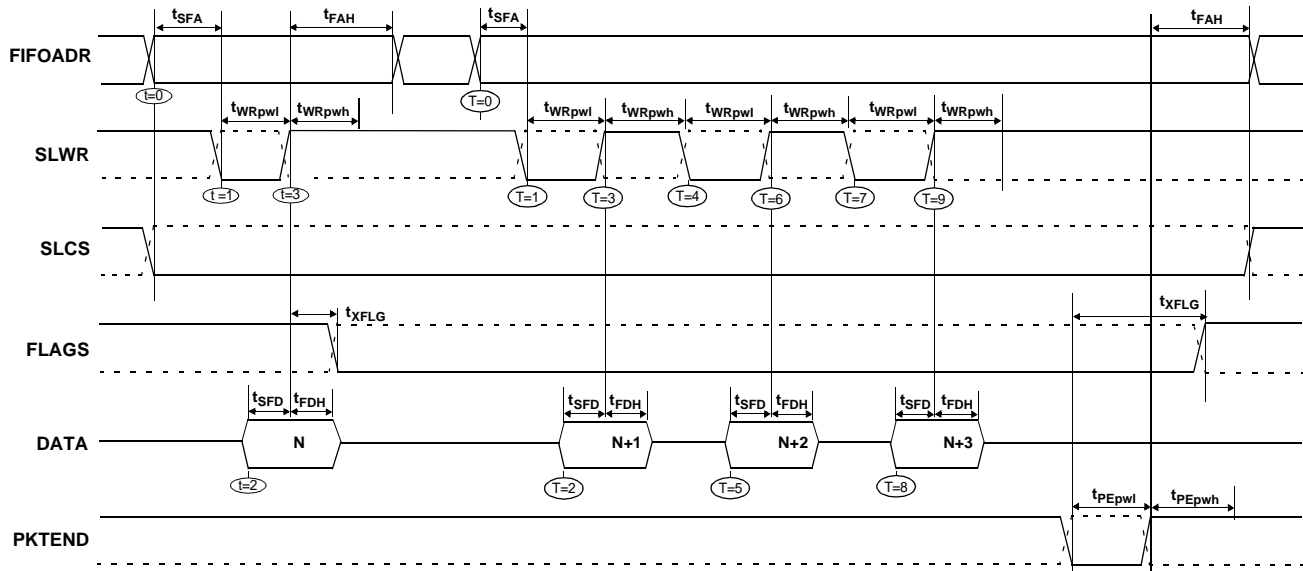 tSFA tFAH tSFA tFAH
FIFOADR
t=0 T=0
tWRpwl tWRpwh tWRpwl tWRpwh tWRpwl tWRpwh tWRpwl tWRpwh
SLWR
t =1 t=3 T=1 T=3 T=4 T=6 T=7 T=9
SLCS
tXFLG tXFLG
FLAGS
tSFD tFDH tSFD tFDH tSFD tFDH tSFD tFDH
DATA N N+1 N+2 N+3
t=2 T=2 T=5 T=8
tPEpwl tPEpwh
PKTEND